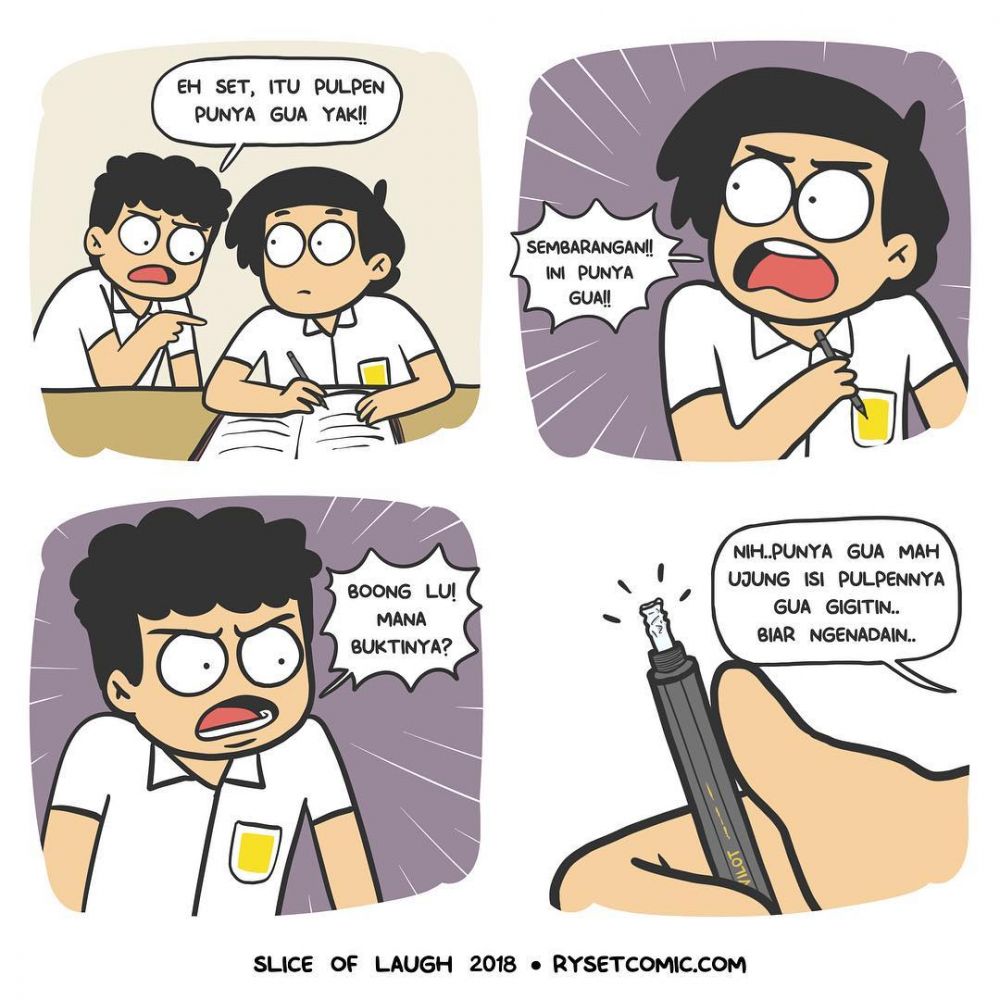 EH SET, ITU PULPEN
PUNYA GUA YAK!!
SEMBARANGAN!!
INI PUNYA
GUA!!
BOONG LU!
MANA
BUKTINYA?
NIH..PUNYA GUA MAH
UJUNG ISI PULPENNYA
GUA GIGITIN..
BIAR NGENADAIN..
VILOT
SLICE OF LAUGH 2018 • RYSETCOMIC.COM